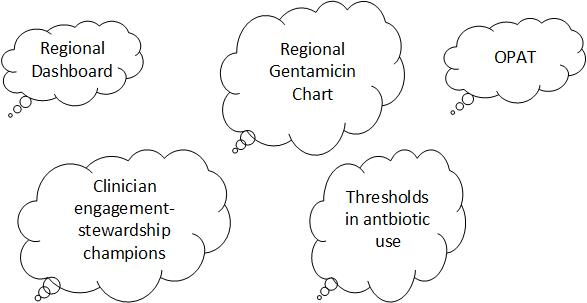 Regional
Dashboard
Regional
Gentamicin
Chart
OPAT
Clinician
engagement-
stewardship
champions
Thresholds
in antbiotic
use